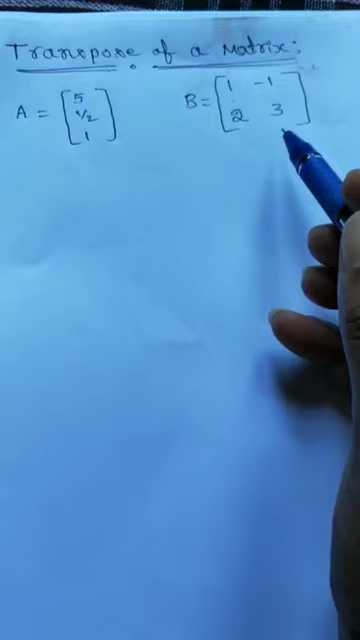 Transpose of a Matrix:
A = [5 1/2 1] B = [1 -1 2 3]